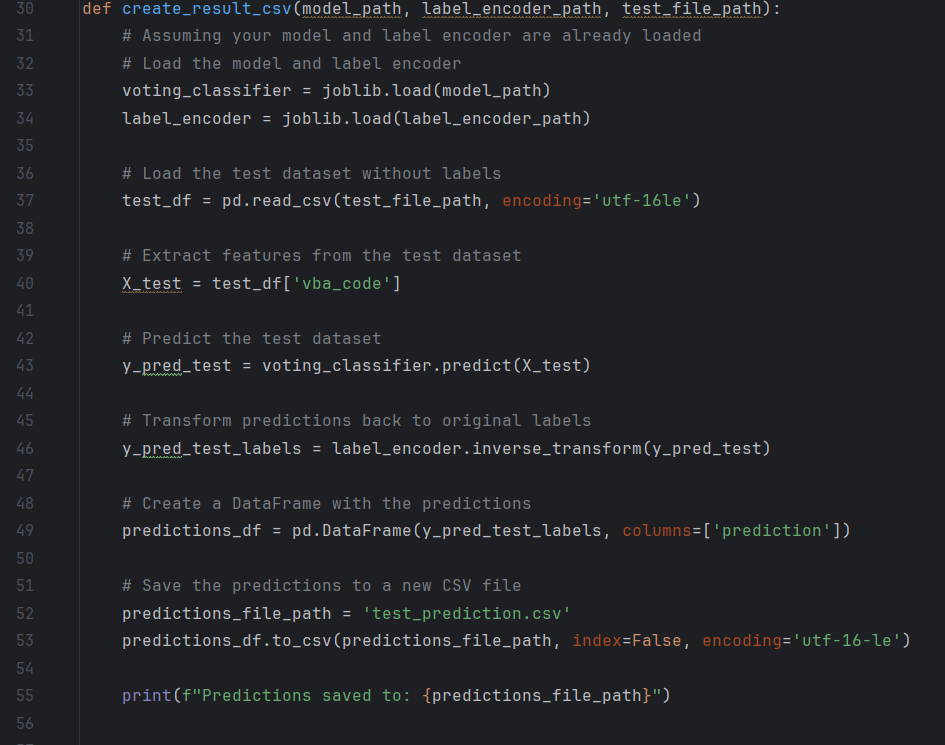 30 def create_result_csv(model_path, label_encoder_path, test_file_path):
31     # Assuming your model and label encoder are already loaded
32     # Load the model and label encoder
33     voting_classifier = joblib.load(model_path)
34     label_encoder = joblib.load(label_encoder_path)
35
36     # Load the test dataset without labels
37     test_df = pd.read_csv(test_file_path, encoding='utf-16le')
38
39     # Extract features from the test dataset
40     X_test = test_df['vba_code']
41
42     # Predict the test dataset
43     y_pred_test = voting_classifier.predict(X_test)
44
45     # Transform predictions back to original labels
46     y_pred_test_labels = label_encoder.inverse_transform(y_pred_test)
47
48     # Create a DataFrame with the predictions
49     predictions_df = pd.DataFrame(y_pred_test_labels, columns=['prediction'])
50
51     # Save the predictions to a new CSV file
52     predictions_file_path = 'test_prediction.csv'
53     predictions_df.to_csv(predictions_file_path, index=False, encoding='utf-16-le')
54
55     print(f"Predictions saved to: {predictions_file_path}")
56